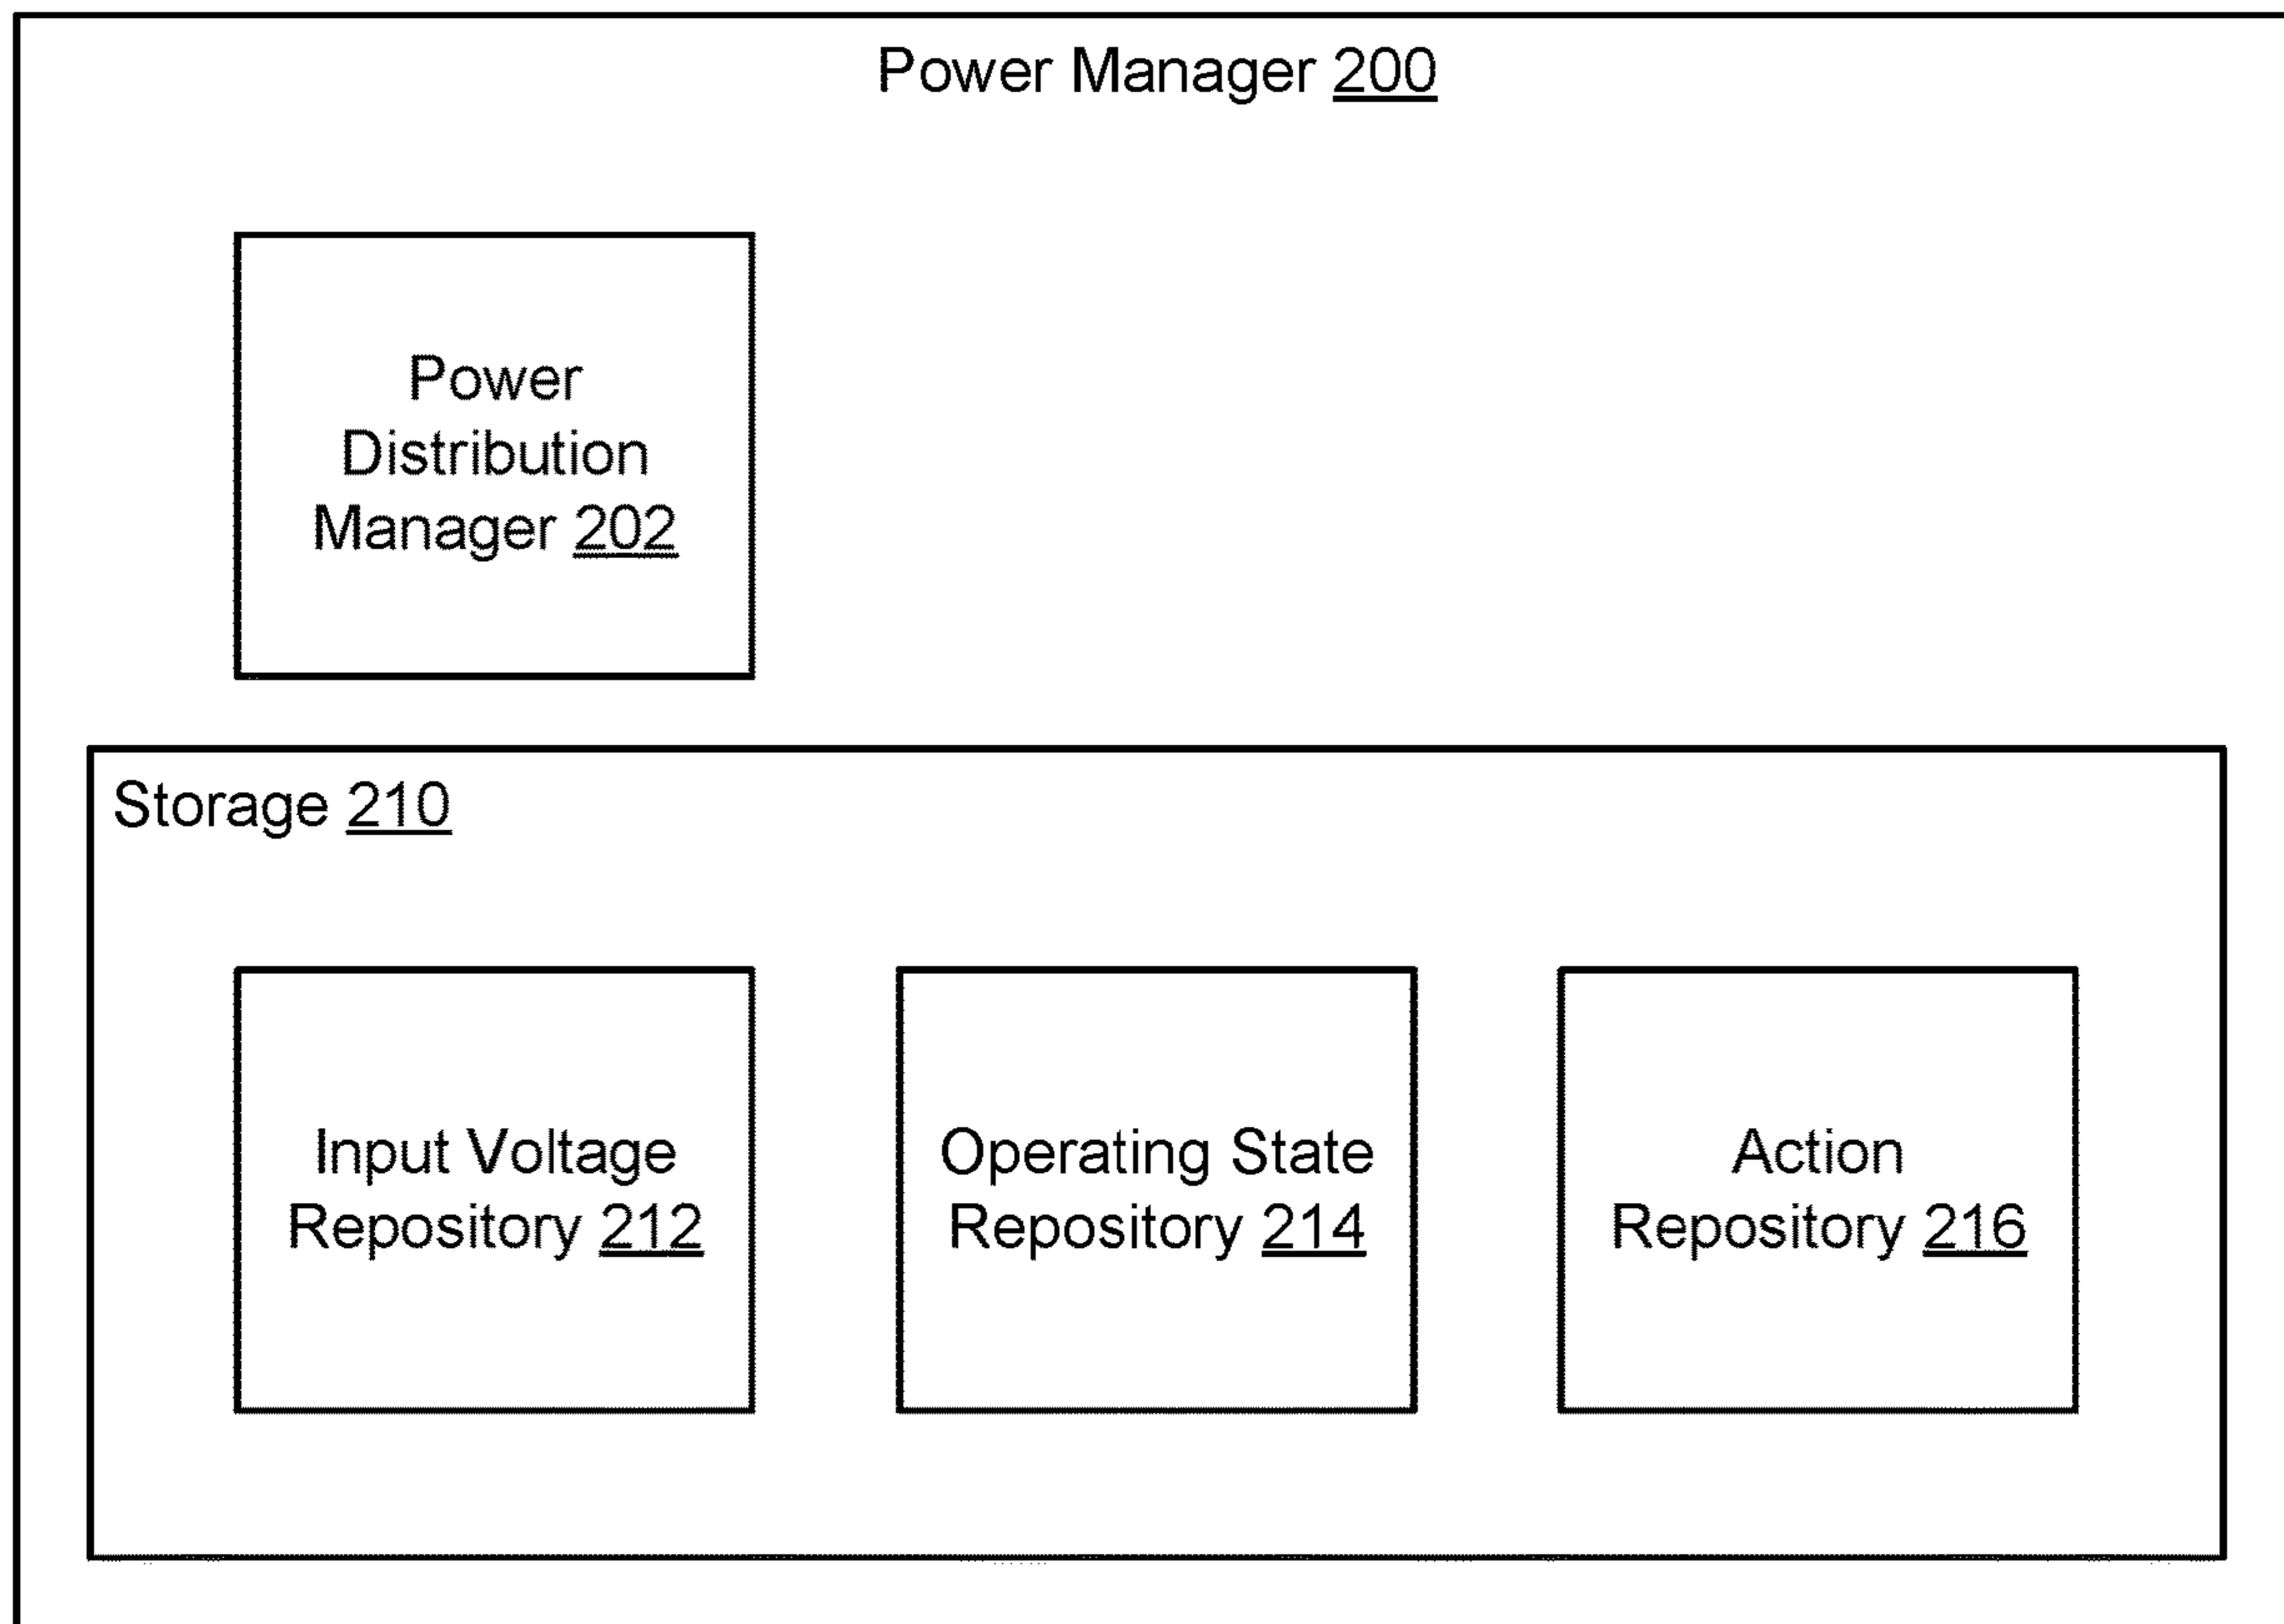 Power Manager 200
Power
Distribution
Manager 202
Storage 210
Input Voltage
Repository 212
Operating State
Repository 214
Action
Repository 216